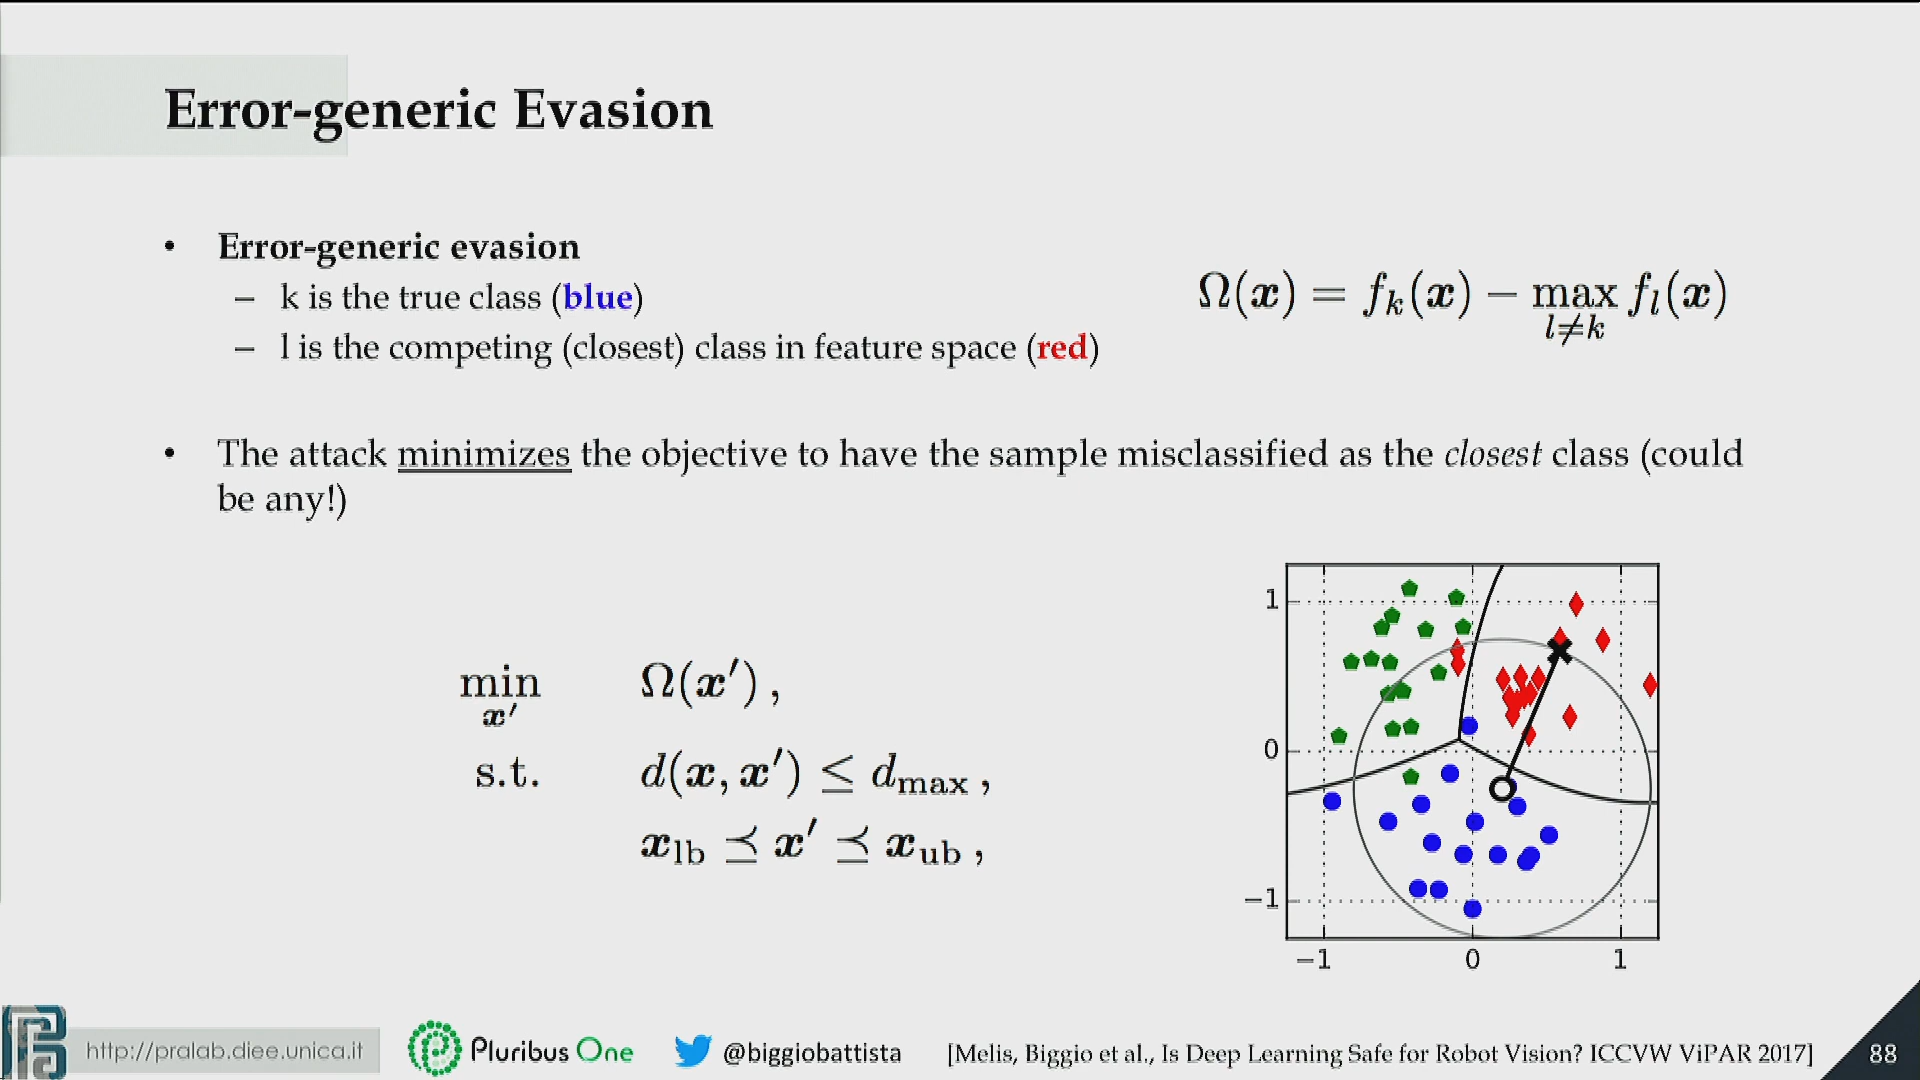 Error-generic Evasion
• Error-generic evasion
– k is the true class (blue)
– l is the competing (closest) class in feature space (red)
Ω(x) = f_k(x) − max_{l≠k} f_l(x)
• The attack minimizes the objective to have the sample misclassified as the closest class (could
be any!)
min_{x′} Ω(x′) ,
s.t. d(x, x′) ≤ d_max ,
x_lb ⪯ x′ ⪯ x_ub ,
1
0
−1
−1 0 1
http://pralab.diee.unica.it
Pluribus One
@biggiobattista
[Melis, Biggio et al., Is Deep Learning Safe for Robot Vision? ICCVW ViPAR 2017]
88